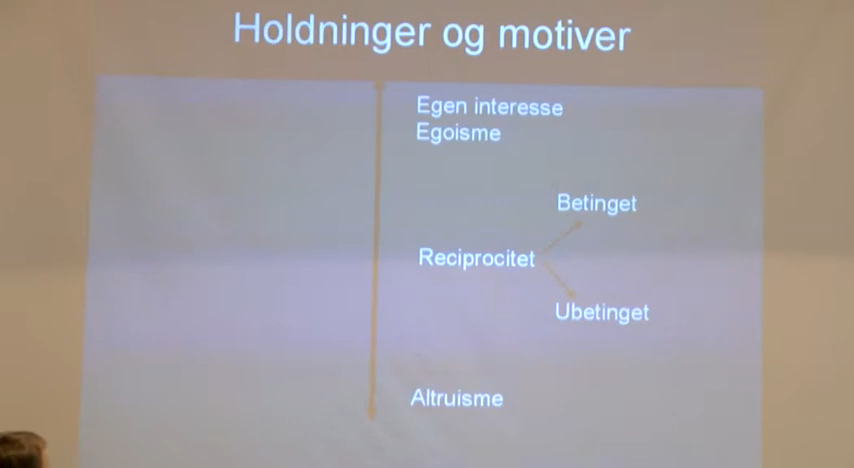 Holdninger og motiver
Egen interesse
Egoisme
Betinget
Reciprocitet
Ubetinget
Altruisme